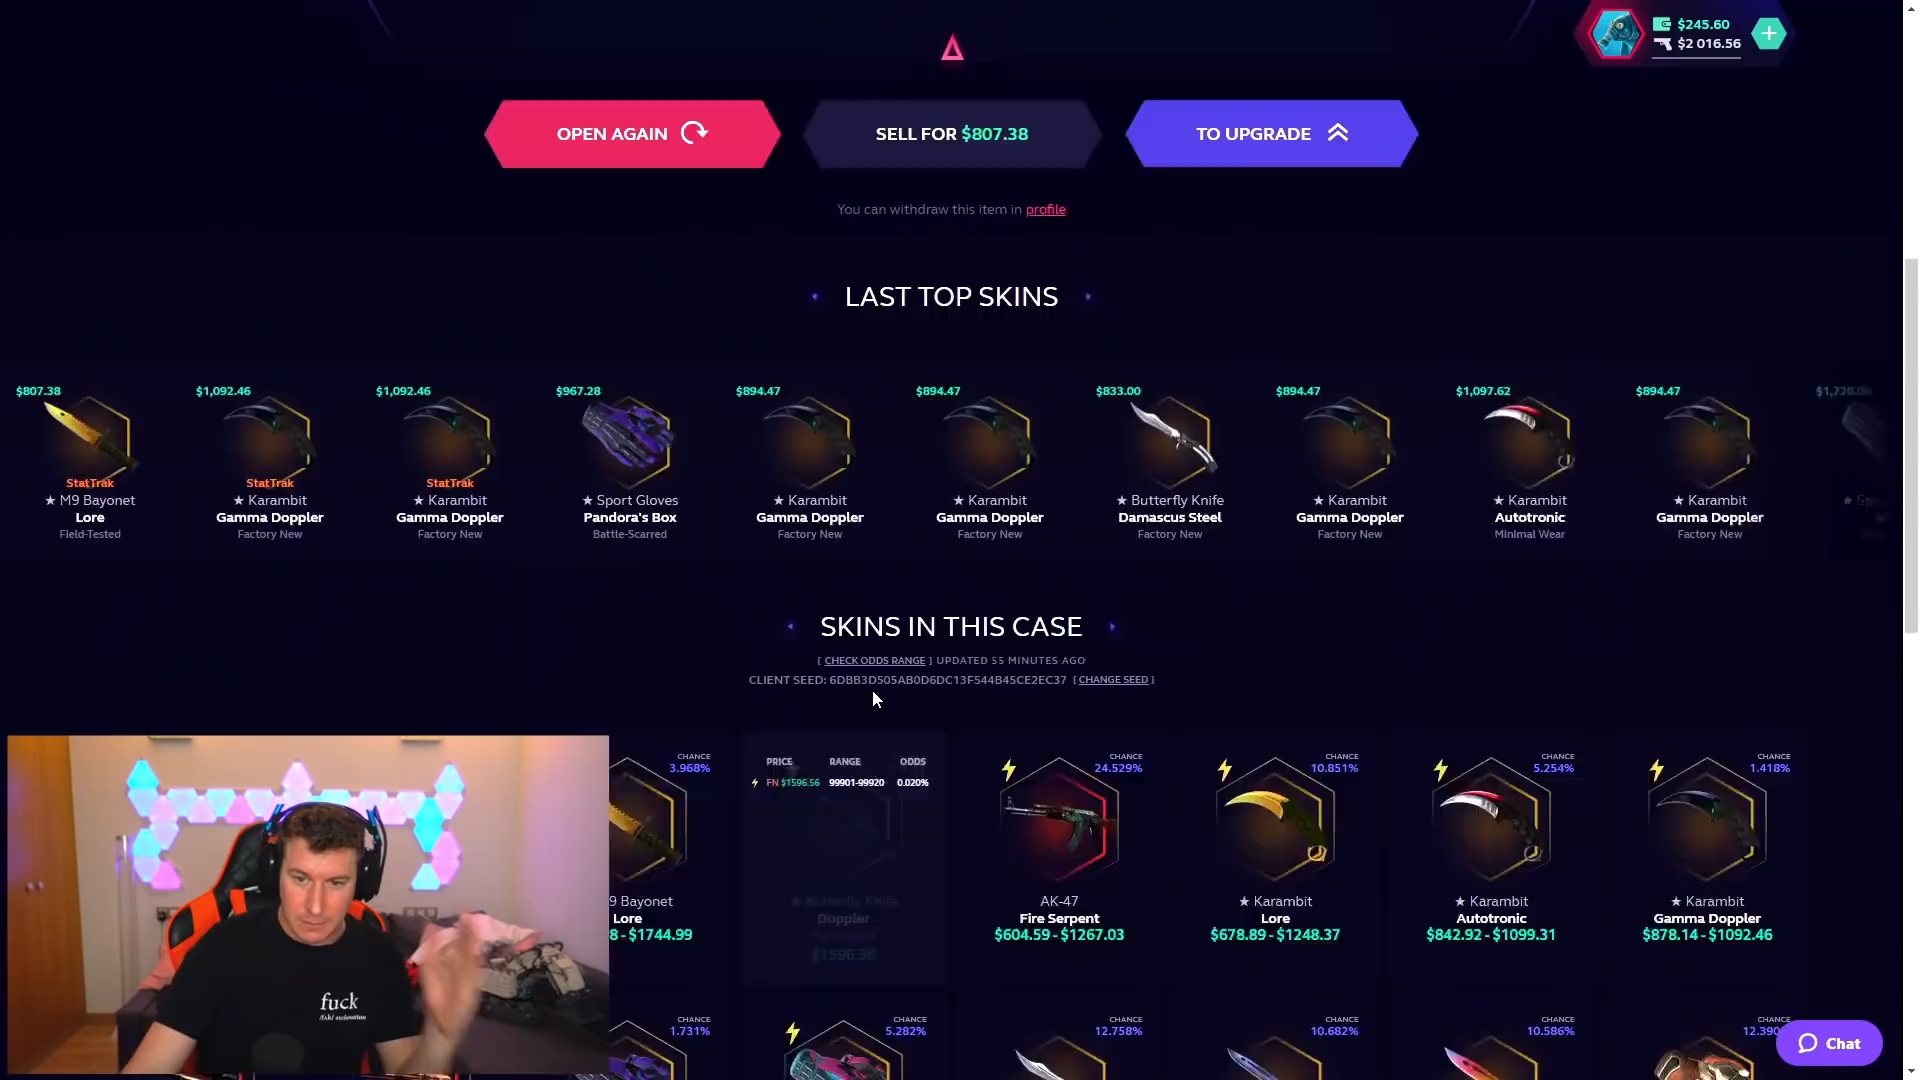 $245.60
$2 016.56
OPEN AGAIN
SELL FOR $807.38
TO UPGRADE
You can withdraw this item in profile
LAST TOP SKINS
$807.38
StatTrak
★ M9 Bayonet
Lore
Field-Tested
$1,092.46
StatTrak
★ Karambit
Gamma Doppler
Factory New
$1,092.46
StatTrak
★ Karambit
Gamma Doppler
Factory New
$967.28
★ Sport Gloves
Pandora's Box
Battle-Scarred
$894.47
★ Karambit
Gamma Doppler
Factory New
$894.47
★ Karambit
Gamma Doppler
Factory New
$833.00
★ Butterfly Knife
Damascus Steel
Factory New
$894.47
★ Karambit
Gamma Doppler
Factory New
$1,097.62
★ Karambit
Autotronic
Minimal Wear
$894.47
★ Karambit
Gamma Doppler
Factory New
SKINS IN THIS CASE
[ CHECK ODDS RANGE ] UPDATED 55 MINUTES AGO
CLIENT SEED: 6DBB3D505AB0D6DC13F544B45CE2EC37 [ CHANGE SEED ]
CHANCE
3.968%
9 Bayonet
Lore
8 - $1744.99
PRICE RANGE ODDS
FN $1596.56 99901-99920 0.020%
★ Butterfly Knife
Doppler
$1596.56
CHANCE
24.529%
AK-47
Fire Serpent
$604.59 - $1267.03
CHANCE
10.851%
★ Karambit
Lore
$678.89 - $1248.37
CHANCE
5.254%
★ Karambit
Autotronic
$842.92 - $1099.31
CHANCE
1.418%
★ Karambit
Gamma Doppler
$878.14 - $1092.46
CHANCE
1.731%
CHANCE
5.282%
CHANCE
12.758%
CHANCE
10.682%
CHANCE
10.586%
CHANCE
12.390
Chat
fuck